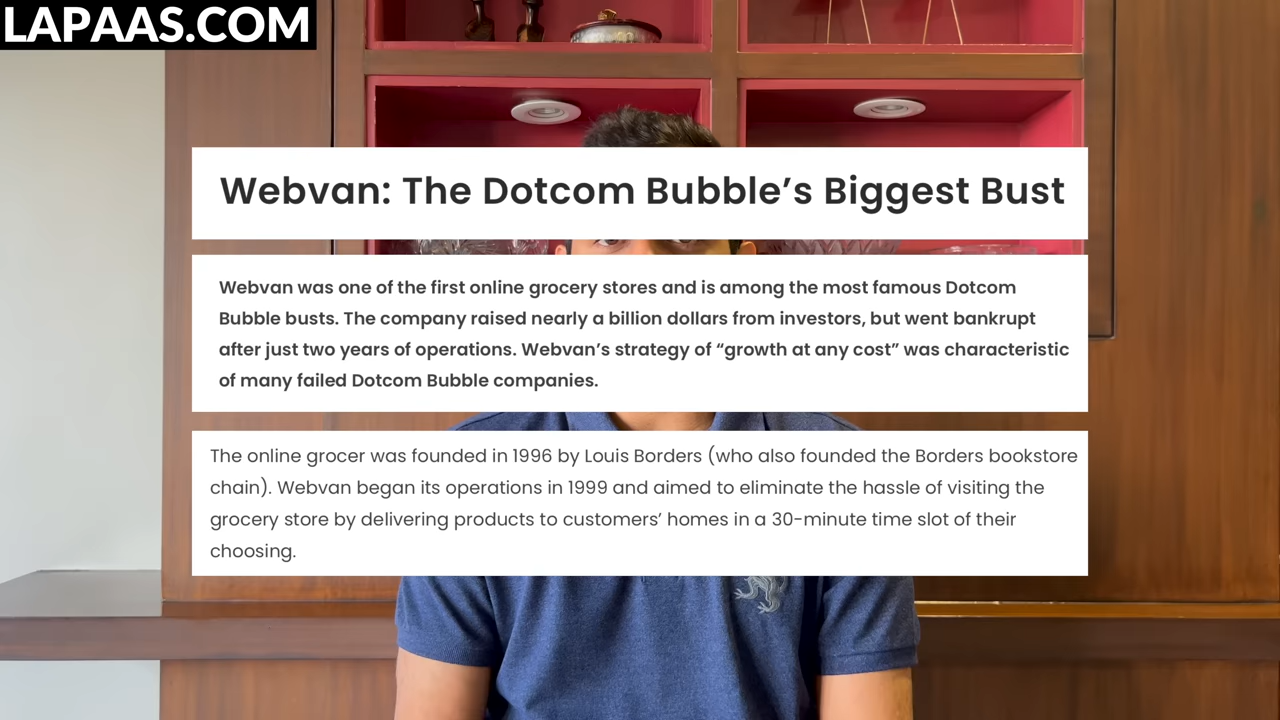 LAPAAS.COM
Webvan: The Dotcom Bubble’s Biggest Bust
Webvan was one of the first online grocery stores and is among the most famous Dotcom
Bubble busts. The company raised nearly a billion dollars from investors, but went bankrupt
after just two years of operations. Webvan’s strategy of “growth at any cost” was characteristic
of many failed Dotcom Bubble companies.
The online grocer was founded in 1996 by Louis Borders (who also founded the Borders bookstore
chain). Webvan began its operations in 1999 and aimed to eliminate the hassle of visiting the
grocery store by delivering products to customers’ homes in a 30-minute time slot of their
choosing.